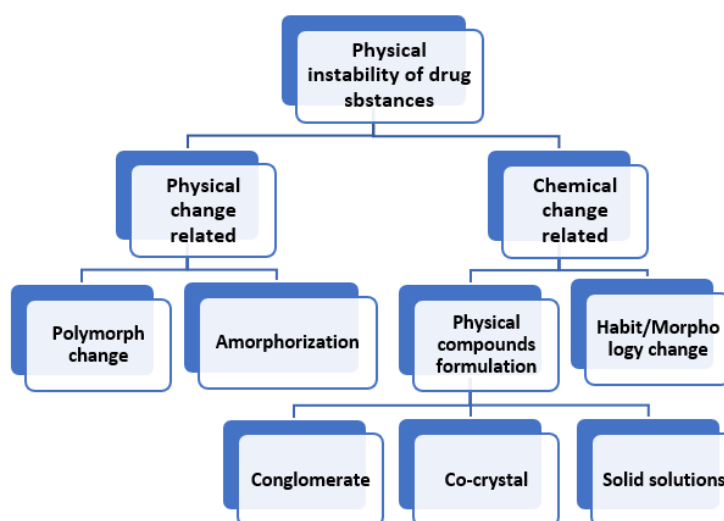 Physical
instability of drug
sbstances
Physical
change
related
Chemical
change
related
Polymorph
change
Amorphorization
Physical
compounds
formulation
Habit/Morpho
logy change
Conglomerate
Co-crystal
Solid solutions